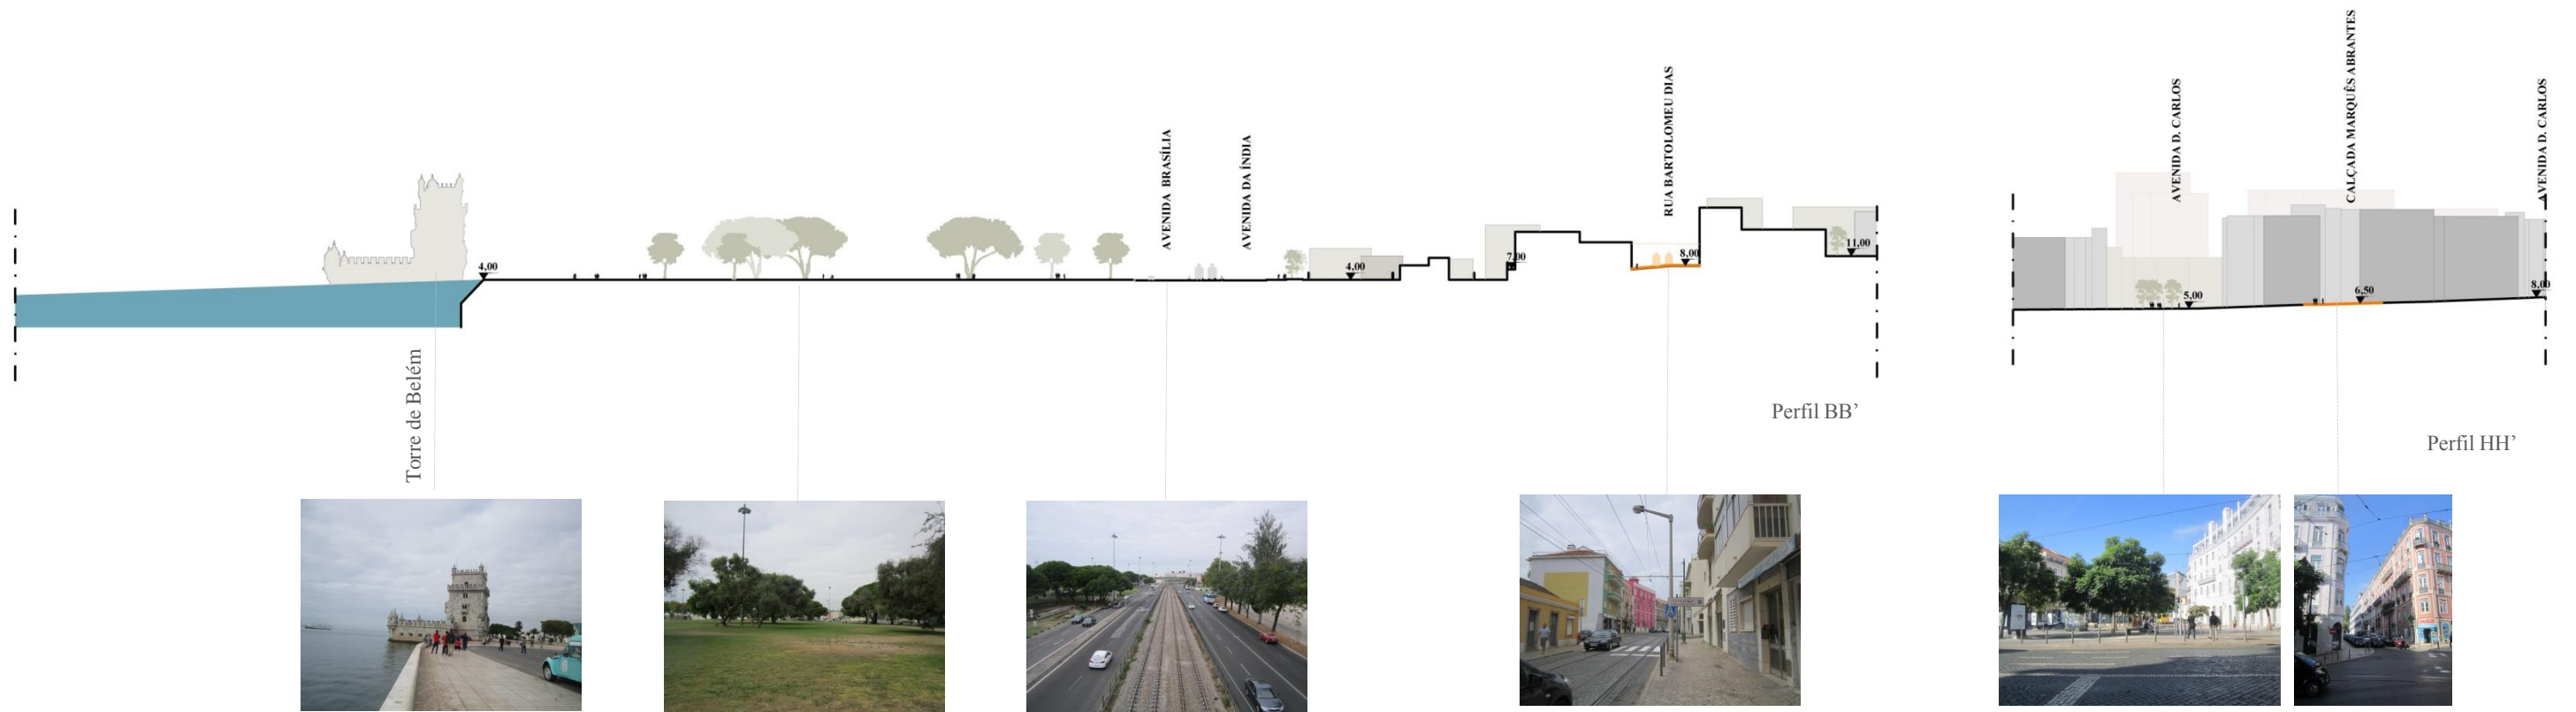 AVENIDA BRASÍLIA
AVENIDA DA ÍNDIA
RUA BARTOLOMEU DIAS
4,00
4,00
7,00
8,00
11,00
Torre de Belém
Perfil BB’
AVENIDA D. CARLOS
CALÇADA MARQUÊS ABRANTES
AVENIDA D. CARLOS
5,00
6,50
8,00
Perfil HH’